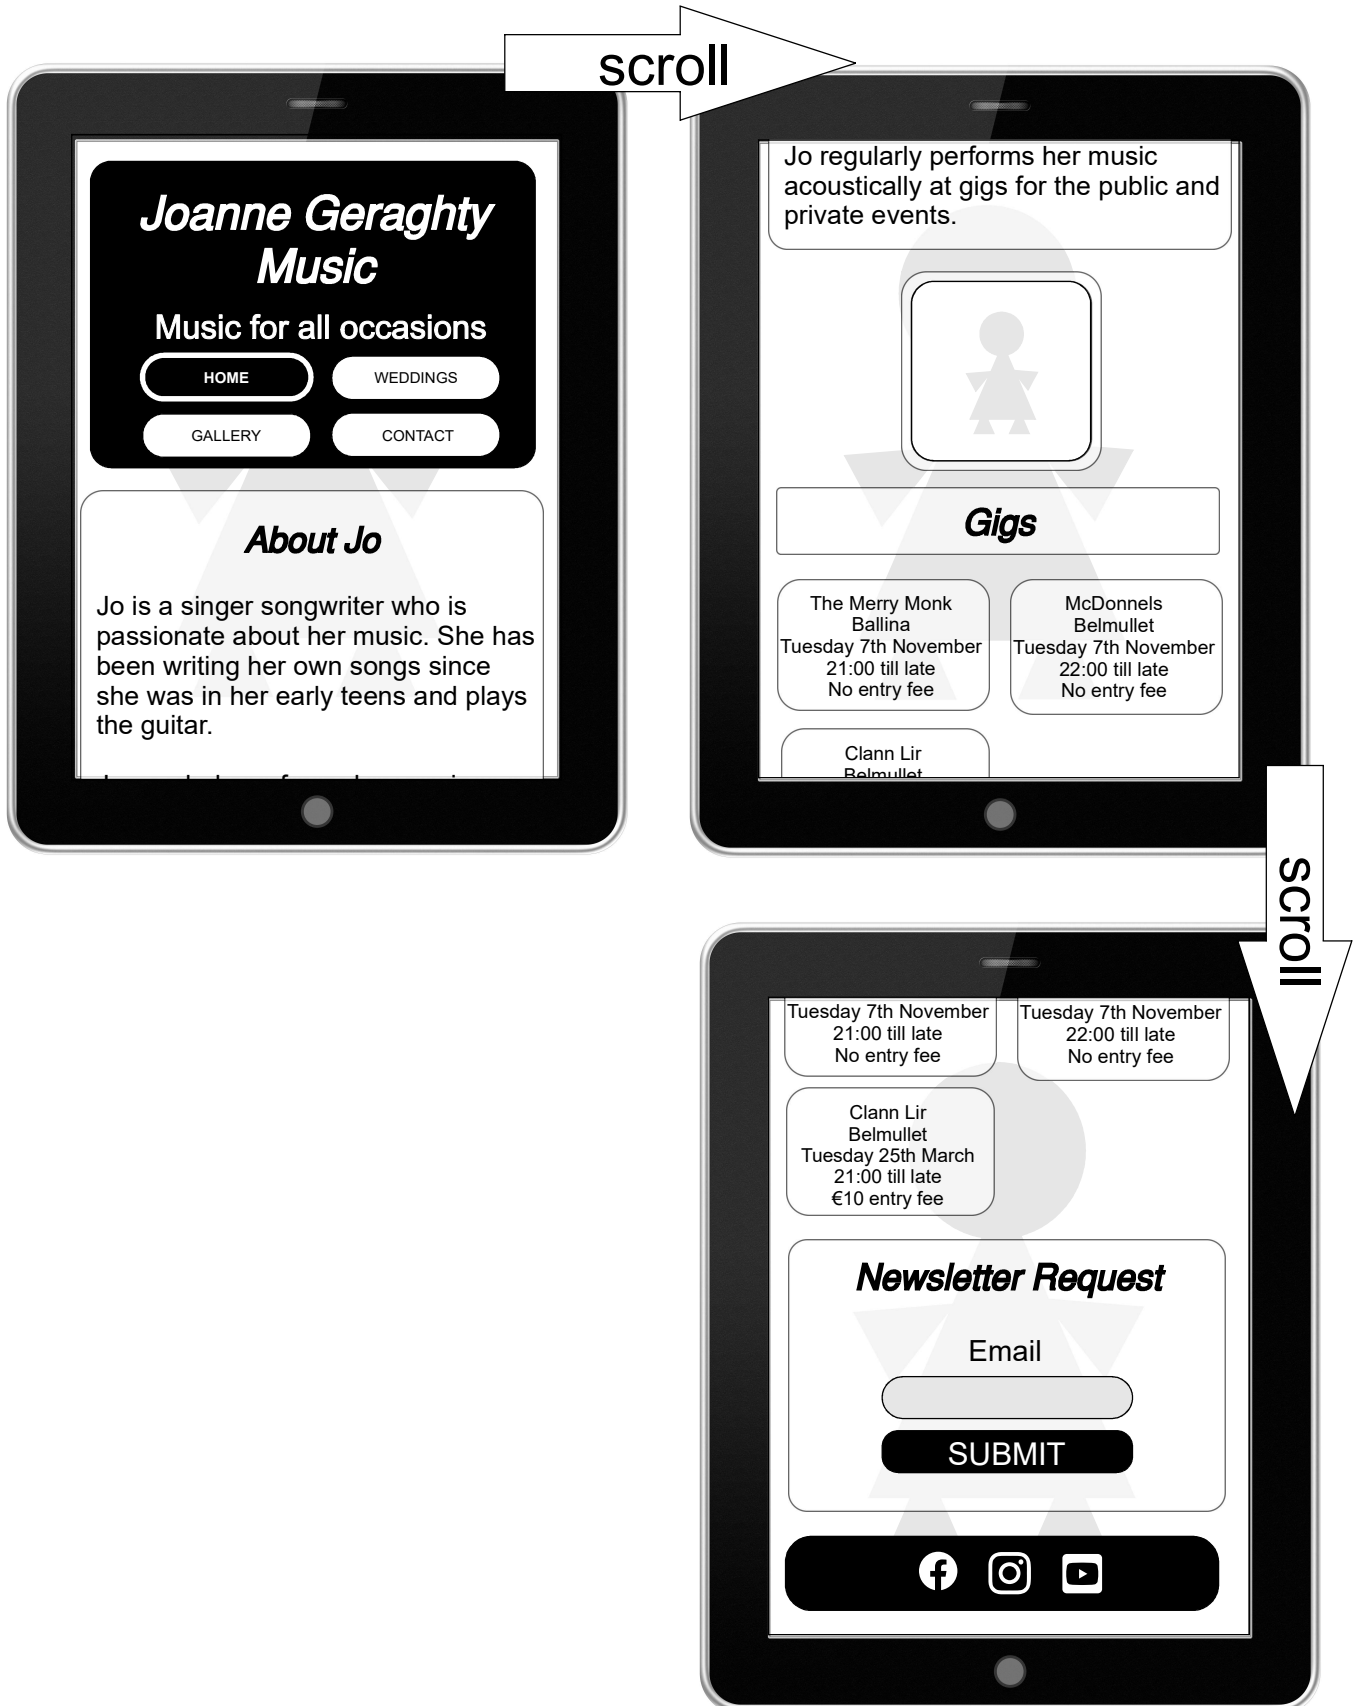 scroll
Joanne Geraghty
Music
Music for all occasions
HOME
WEDDINGS
GALLERY
CONTACT
About Jo
Jo is a singer songwriter who is
passionate about her music. She has
been writing her own songs since
she was in her early teens and plays
the guitar.
Jo regularly performs her music
acoustically at gigs for the public and
private events.
Gigs
The Merry Monk
Ballina
Tuesday 7th November
21:00 till late
No entry fee
McDonnels
Belmullet
Tuesday 7th November
22:00 till late
No entry fee
Clann Lir
Belmullet
scroll
Tuesday 7th November
21:00 till late
No entry fee
Tuesday 7th November
22:00 till late
No entry fee
Clann Lir
Belmullet
Tuesday 25th March
21:00 till late
€10 entry fee
Newsletter Request
Email
SUBMIT